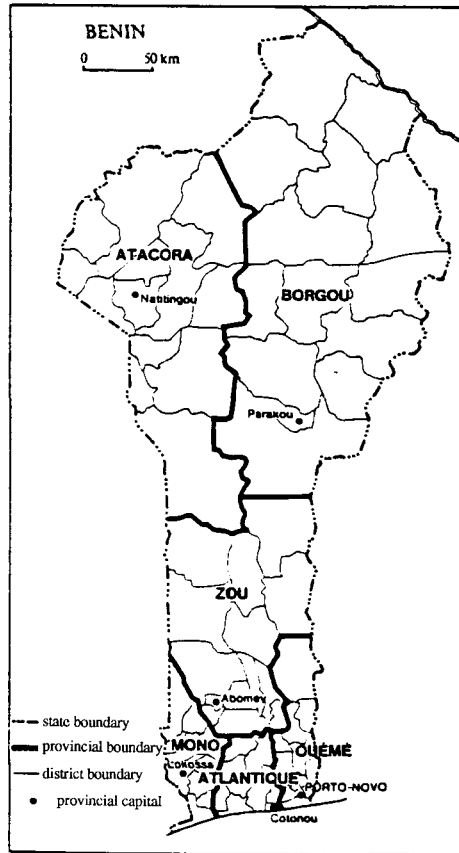 BENIN
0 50 km
ATACORA
Natitingou
BORGOU
Parakou
ZOU
Abomey
state boundary
provincial boundary
MONO
OUÉMÉ
district boundary
Lokossa
ATLANTIQUE
provincial capital
PORTO-NOVO
Cotonou